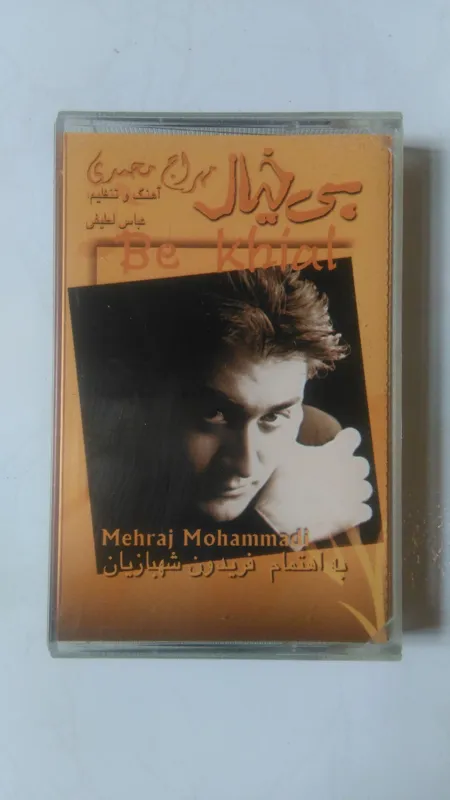 بی خیال
مهراج محمدی
آهنگ و تنظیم:
عباس لطیفی
Be khial
Mehraj Mohammadi
به اهتمام فریدون شهبازیان